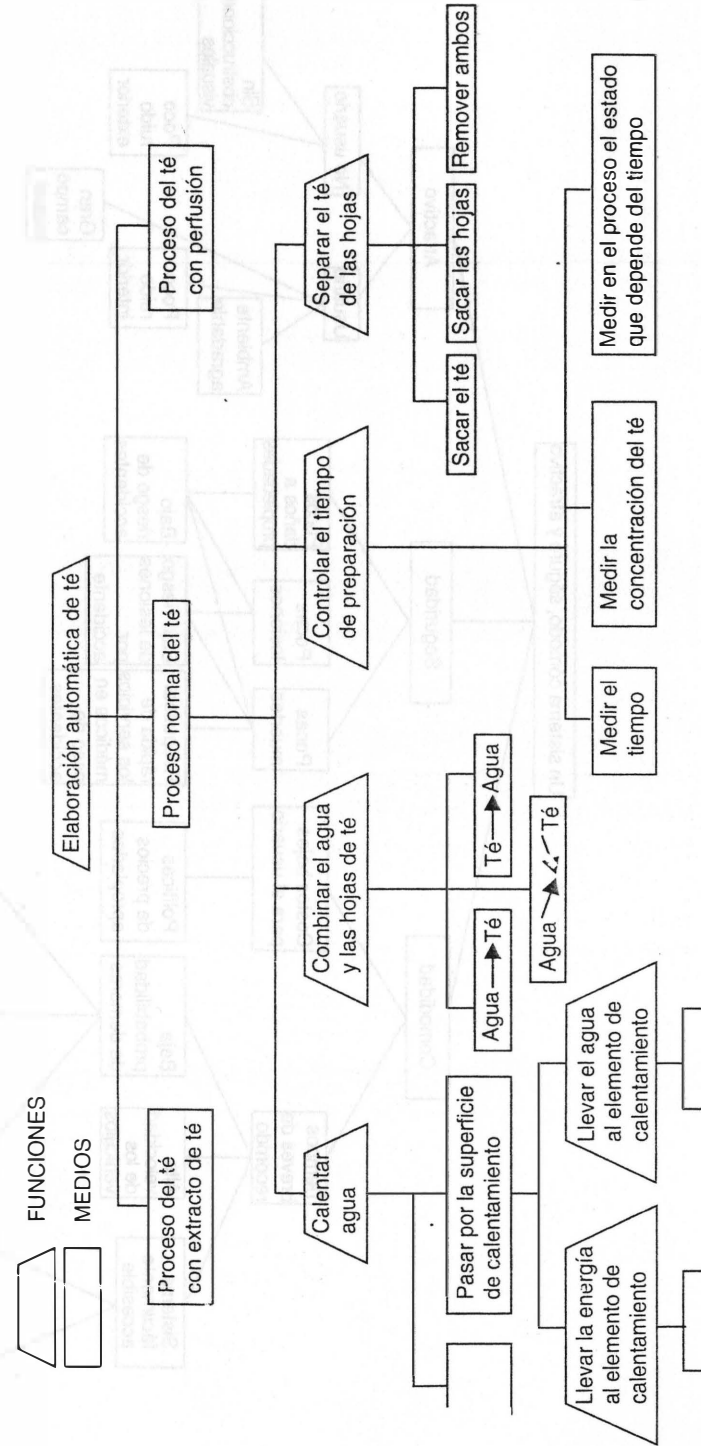 FUNCIONES
MEDIOS
Elaboración automática de té
Proceso del té
con extracto de té
Proceso normal del té
Proceso del té
con perfusión
Calentar
agua
Combinar el agua
y las hojas de té
Controlar el tiempo
de preparación
Separar el té
de las hojas
Pasar por la superficie
de calentamiento
Agua → Té
Té → Agua
Agua → ← Té
Sacar el té
Sacar las hojas
Remover ambos
Llevar la energía
al elemento de
calentamiento
Llevar el agua
al elemento de
calentamiento
Medir el
tiempo
Medir la
concentración del té
Medir en el proceso el estado
que depende del tiempo